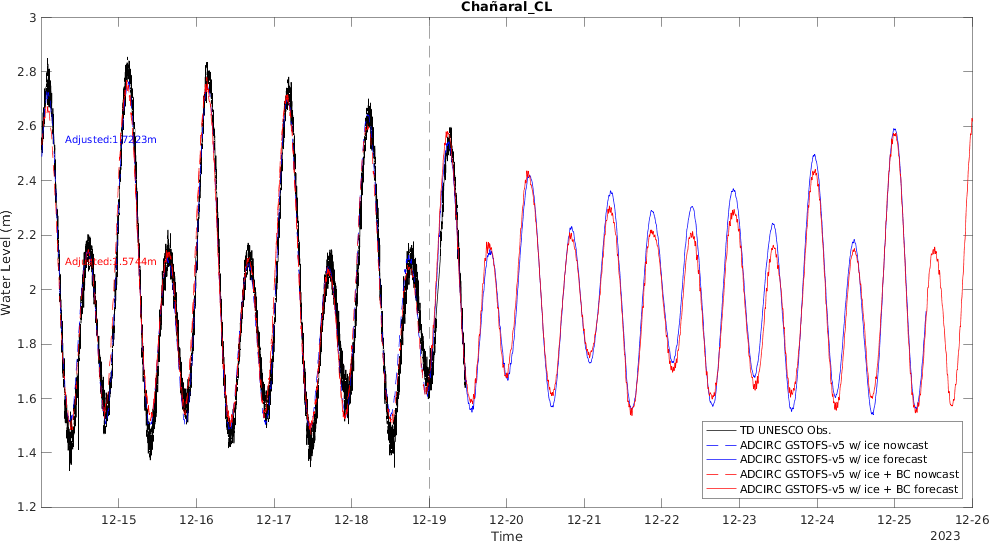 Chañaral_CL
3
2.8
2.6
2.4
2.2
2
1.8
1.6
1.4
1.2
Water Level (m)
Adjusted:1.7223m
Adjusted:1.5744m
TD UNESCO Obs.
ADCIRC GSTOFS-v5 w/ ice nowcast
ADCIRC GSTOFS-v5 w/ ice forecast
ADCIRC GSTOFS-v5 w/ ice + BC nowcast
ADCIRC GSTOFS-v5 w/ ice + BC forecast
12-15 12-16 12-17 12-18 12-19 12-20 12-21 12-22 12-23 12-24 12-25 12-26
Time
2023